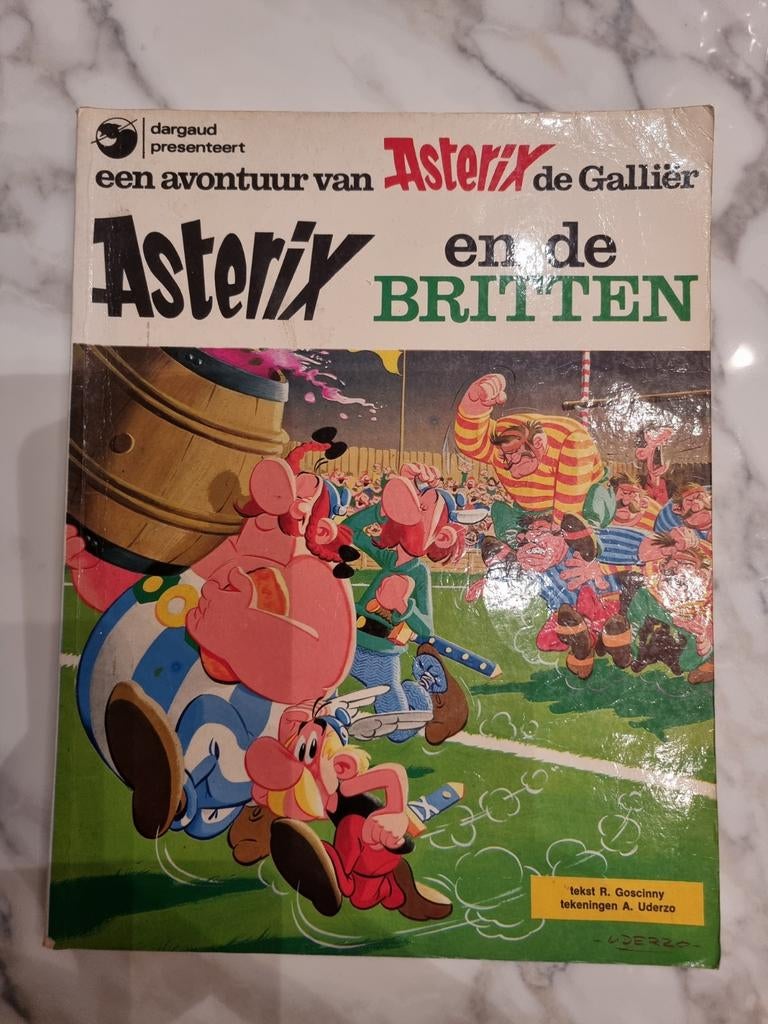 dargaud
presenteert
een avontuur van Asterix de Galliër
Asterix en de
BRITTEN
tekst R. Goscinny
tekeningen A. Uderzo
-UDERZO-